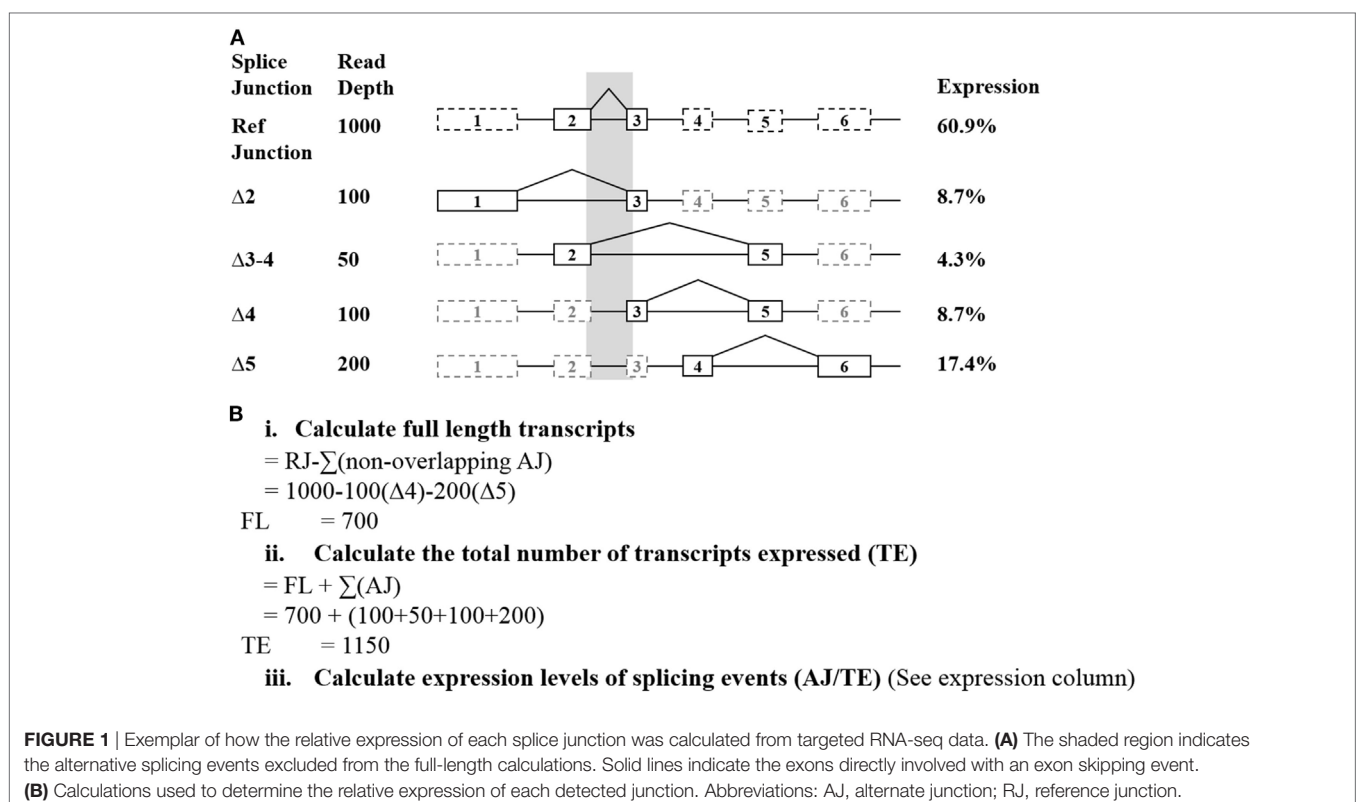 A
Splice Junction Read Depth Expression
Ref Junction 1000 1 2 3 4 5 6 60.9%
Δ2 100 1 3 4 5 6 8.7%
Δ3-4 50 1 2 5 6 4.3%
Δ4 100 1 2 3 5 6 8.7%
Δ5 200 1 2 3 4 6 17.4%
B
i. Calculate full length transcripts
= RJ-∑(non-overlapping AJ)
= 1000-100(Δ4)-200(Δ5)
FL = 700
ii. Calculate the total number of transcripts expressed (TE)
= FL + ∑(AJ)
= 700 + (100+50+100+200)
TE = 1150
iii. Calculate expression levels of splicing events (AJ/TE) (See expression column)
FIGURE 1 | Exemplar of how the relative expression of each splice junction was calculated from targeted RNA-seq data. (A) The shaded region indicates
the alternative splicing events excluded from the full-length calculations. Solid lines indicate the exons directly involved with an exon skipping event.
(B) Calculations used to determine the relative expression of each detected junction. Abbreviations: AJ, alternate junction; RJ, reference junction.